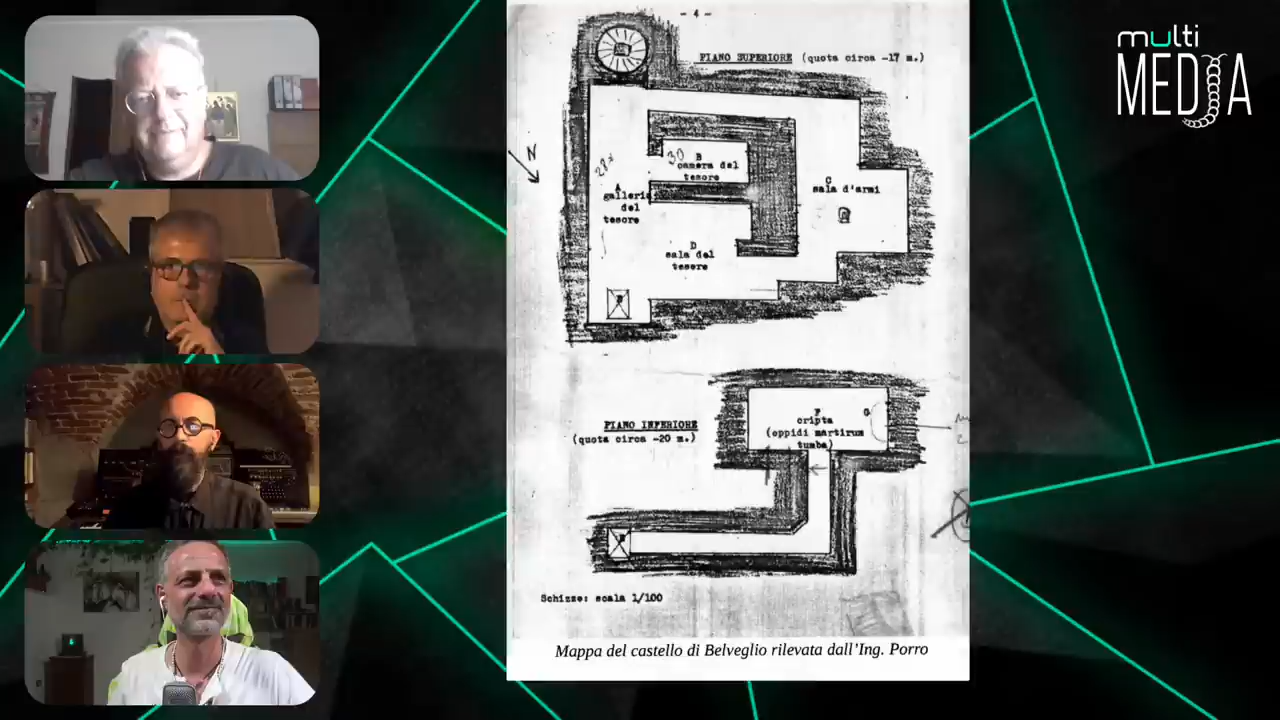 multi
MEDIA
- 4 -
PIANO SUPERIORE (quota circa -17 m.)
N
30
B
camera del
tesoro
C
sala d'armi
A
galleria
del
tesoro
D
sala del
tesoro
F
cripta
(oppidi martirum
tumba)
G
PIANO INFERIORE
(quota circa -20 m.)
Schizzo: scala 1/100
Mappa del castello di Belveglio rilevata dall'Ing. Porro